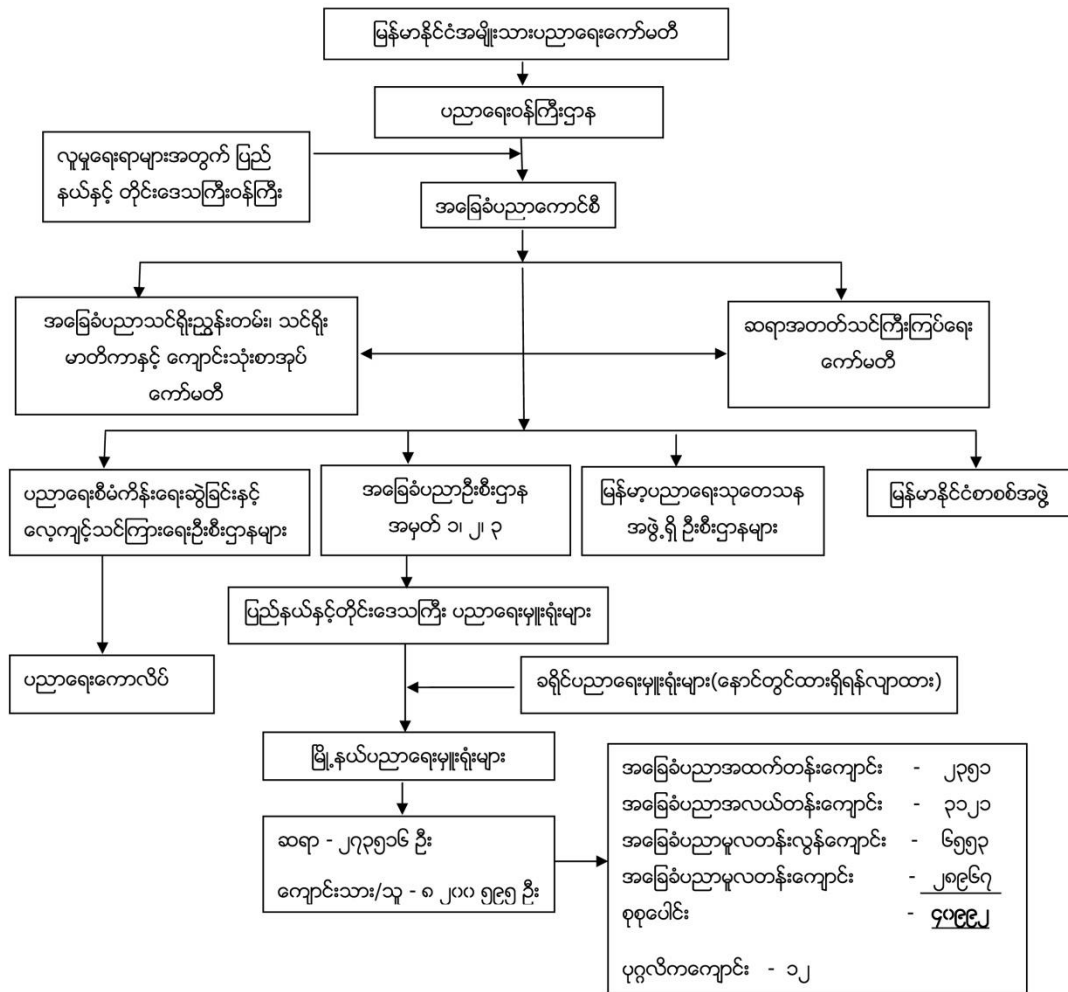 မြန်မာနိုင်ငံအမျိုးသားပညာရေးကော်မတီ
ပညာရေးဝန်ကြီးဌာန
လူမှုရေးရာများအတွက် ပြည်
နယ်နှင့် တိုင်းဒေသကြီးဝန်ကြီး
အခြေခံပညာကောင်စီ
အခြေခံပညာသင်ရိုးညွှန်းတမ်း၊ သင်ရိုး
မာတိကာနှင့် ကျောင်းသုံးစာအုပ်
ကော်မတီ
ဆရာအတတ်သင်ကြီးကြပ်ရေး
ကော်မတီ
ပညာရေးစီမံကိန်းရေးဆွဲခြင်းနှင့်
လေ့ကျင့်သင်ကြားရေးဦးစီးဌာနများ
အခြေခံပညာဦးစီးဌာန
အမှတ် ၁၊ ၂၊ ၃
မြန်မာ့ပညာရေးသုတေသန
အဖွဲ့ရှိ ဦးစီးဌာနများ
မြန်မာနိုင်ငံစာစစ်အဖွဲ့
ပြည်နယ်နှင့်တိုင်းဒေသကြီး ပညာရေးမှူးရုံးများ
ပညာရေးကောလိပ်
ခရိုင်ပညာရေးမှူးရုံးများ(နောင်တွင်ထားရှိရန်လျာထား)
မြို့နယ်ပညာရေးမှူးရုံးများ
ဆရာ - ၂၇၃၅၁၆ ဦး
ကျောင်းသား/သူ - ၈ ၂၀၀ ၅၉၅ ဦး
အခြေခံပညာအထက်တန်းကျောင်း - ၂၃၅၁
အခြေခံပညာအလယ်တန်းကျောင်း - ၃၁၂၁
အခြေခံပညာမူလတန်းလွန်ကျောင်း - ၆၅၅၃
အခြေခံပညာမူလတန်းကျောင်း - ၂၈၉၆၇
စုစုပေါင်း - ၄၀၉၉၂
ပုဂ္ဂလိကကျောင်း - ၁၂